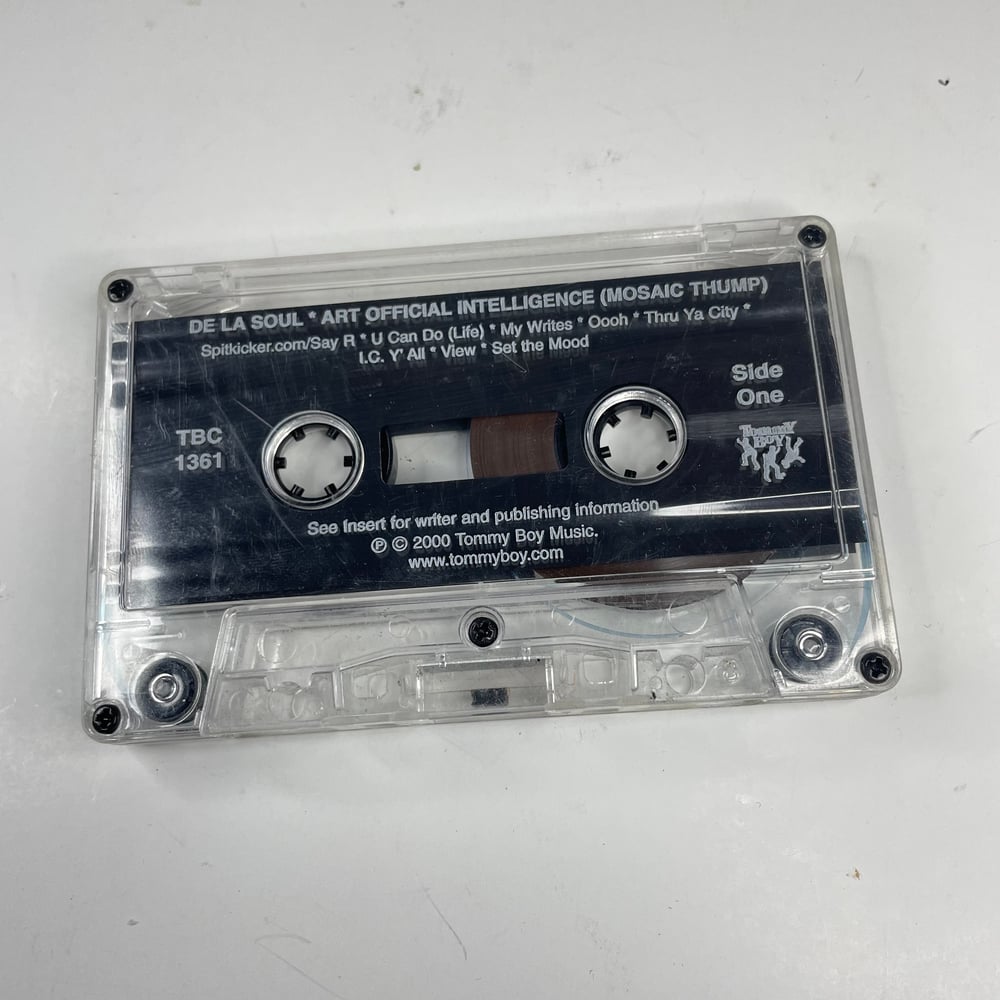 DE LA SOUL * ART OFFICIAL INTELLIGENCE (MOSAIC THUMP)
Spitkicker.com/Say R * U Can Do (Life) * My Writes * Oooh * Thru Ya City *
I.C. Y' All * View * Set the Mood
Side
One
TOMMY
BOY
TBC
1361
See Insert for writer and publishing information
℗ © 2000 Tommy Boy Music.
www.tommyboy.com